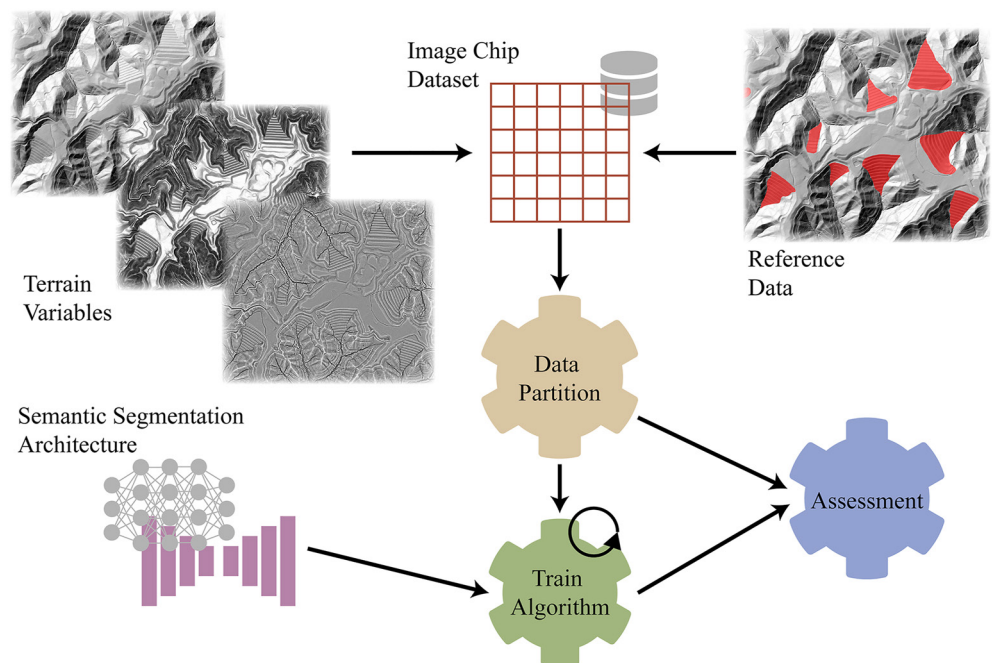 Image Chip
Dataset
Terrain
Variables
Reference
Data
Data
Partition
Semantic Segmentation
Architecture
Assessment
Train
Algorithm